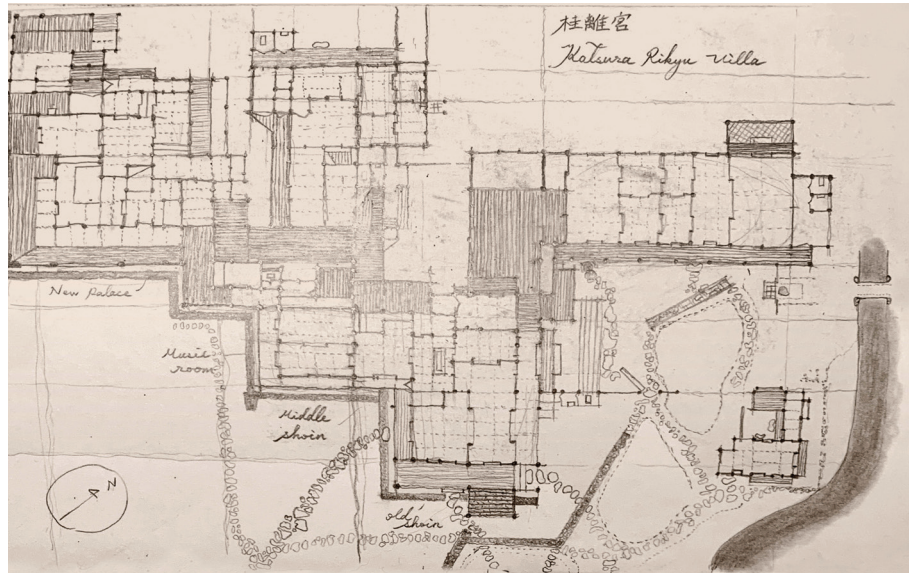 桂離宮
Katsura Rikyu Villa
New Palace
Music
room
Middle
shoin
old
shoin
N